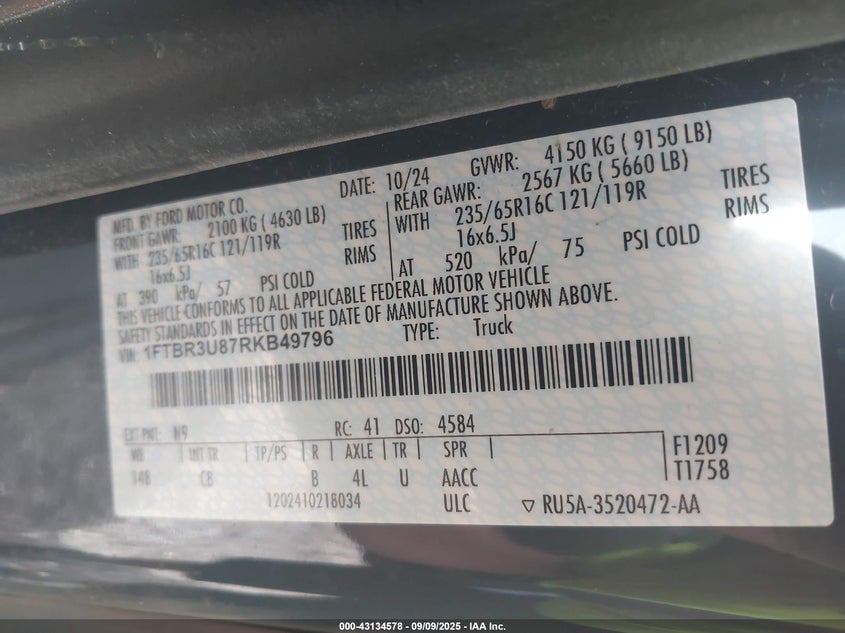 MFD. BY FORD MOTOR CO.
DATE: 10/24
GVWR: 4150 KG ( 9150 LB)
FRONT GAWR: 2100 KG ( 4630 LB)
REAR GAWR: 2567 KG ( 5660 LB)
WITH 235/65R16C 121/119R TIRES
WITH 235/65R16C 121/119R TIRES
16x6.5J RIMS
16x6.5J RIMS
AT 390 kPa/ 57 PSI COLD
AT 520 kPa/ 75 PSI COLD
THIS VEHICLE CONFORMS TO ALL APPLICABLE FEDERAL MOTOR VEHICLE
SAFETY STANDARDS IN EFFECT ON THE DATE OF MANUFACTURE SHOWN ABOVE.
VIN: 1FTBR3U87RKB49796
TYPE: Truck
EXT PNT: N9 RC: 41 DSO: 4584
WB INT TR TP/PS R AXLE TR SPR
148 CB B 4L U AACC
F1209
T1758
1202410218034 ULC ▽ RU5A-3520472-AA
000-43134578 - 09/09/2025 - IAA Inc.